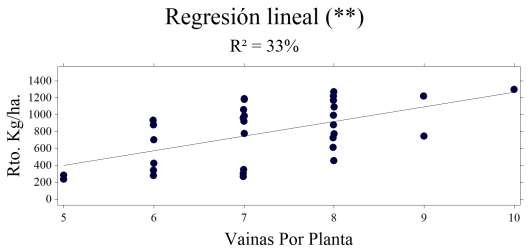 Regresión lineal (**)
R² = 33%
Rto. Kg/ha.
1400
1200
1000
800
600
400
200
0
5 6 7 8 9 10
Vainas Por Planta